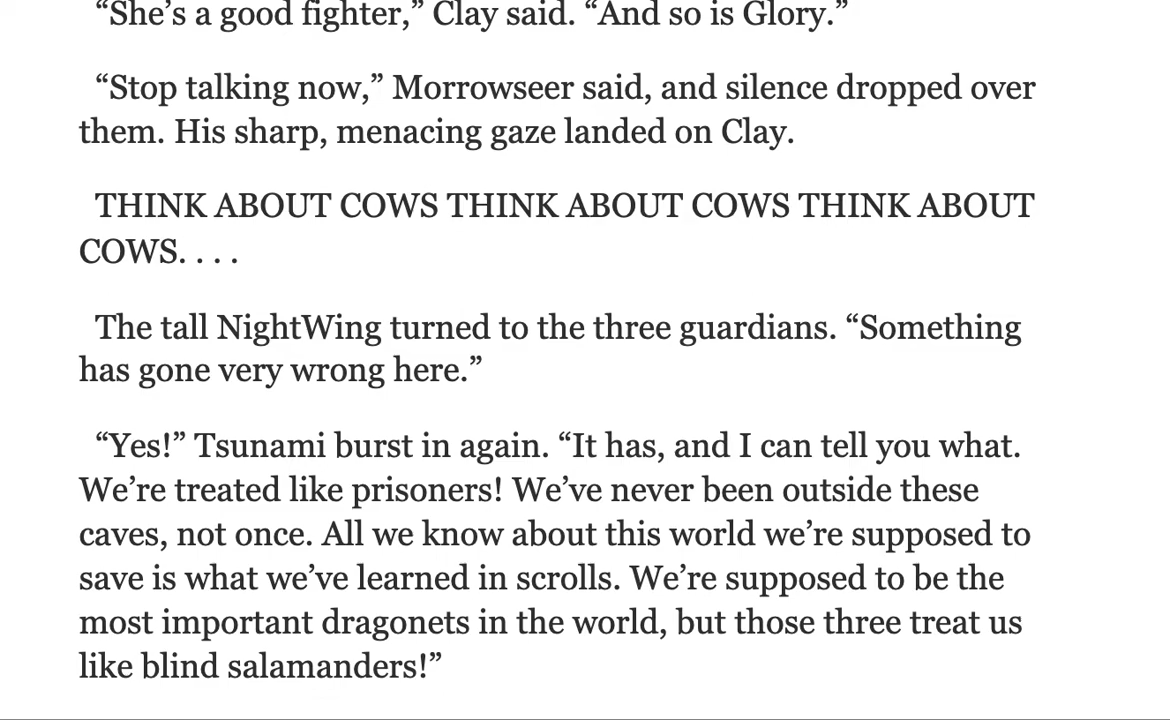 “She’s a good fighter,” Clay said. “And so is Glory.”
“Stop talking now,” Morrowseer said, and silence dropped over
them. His sharp, menacing gaze landed on Clay.
THINK ABOUT COWS THINK ABOUT COWS THINK ABOUT
COWS. . . .
The tall NightWing turned to the three guardians. “Something
has gone very wrong here.”
“Yes!” Tsunami burst in again. “It has, and I can tell you what.
We’re treated like prisoners! We’ve never been outside these
caves, not once. All we know about this world we’re supposed to
save is what we’ve learned in scrolls. We’re supposed to be the
most important dragonets in the world, but those three treat us
like blind salamanders!”